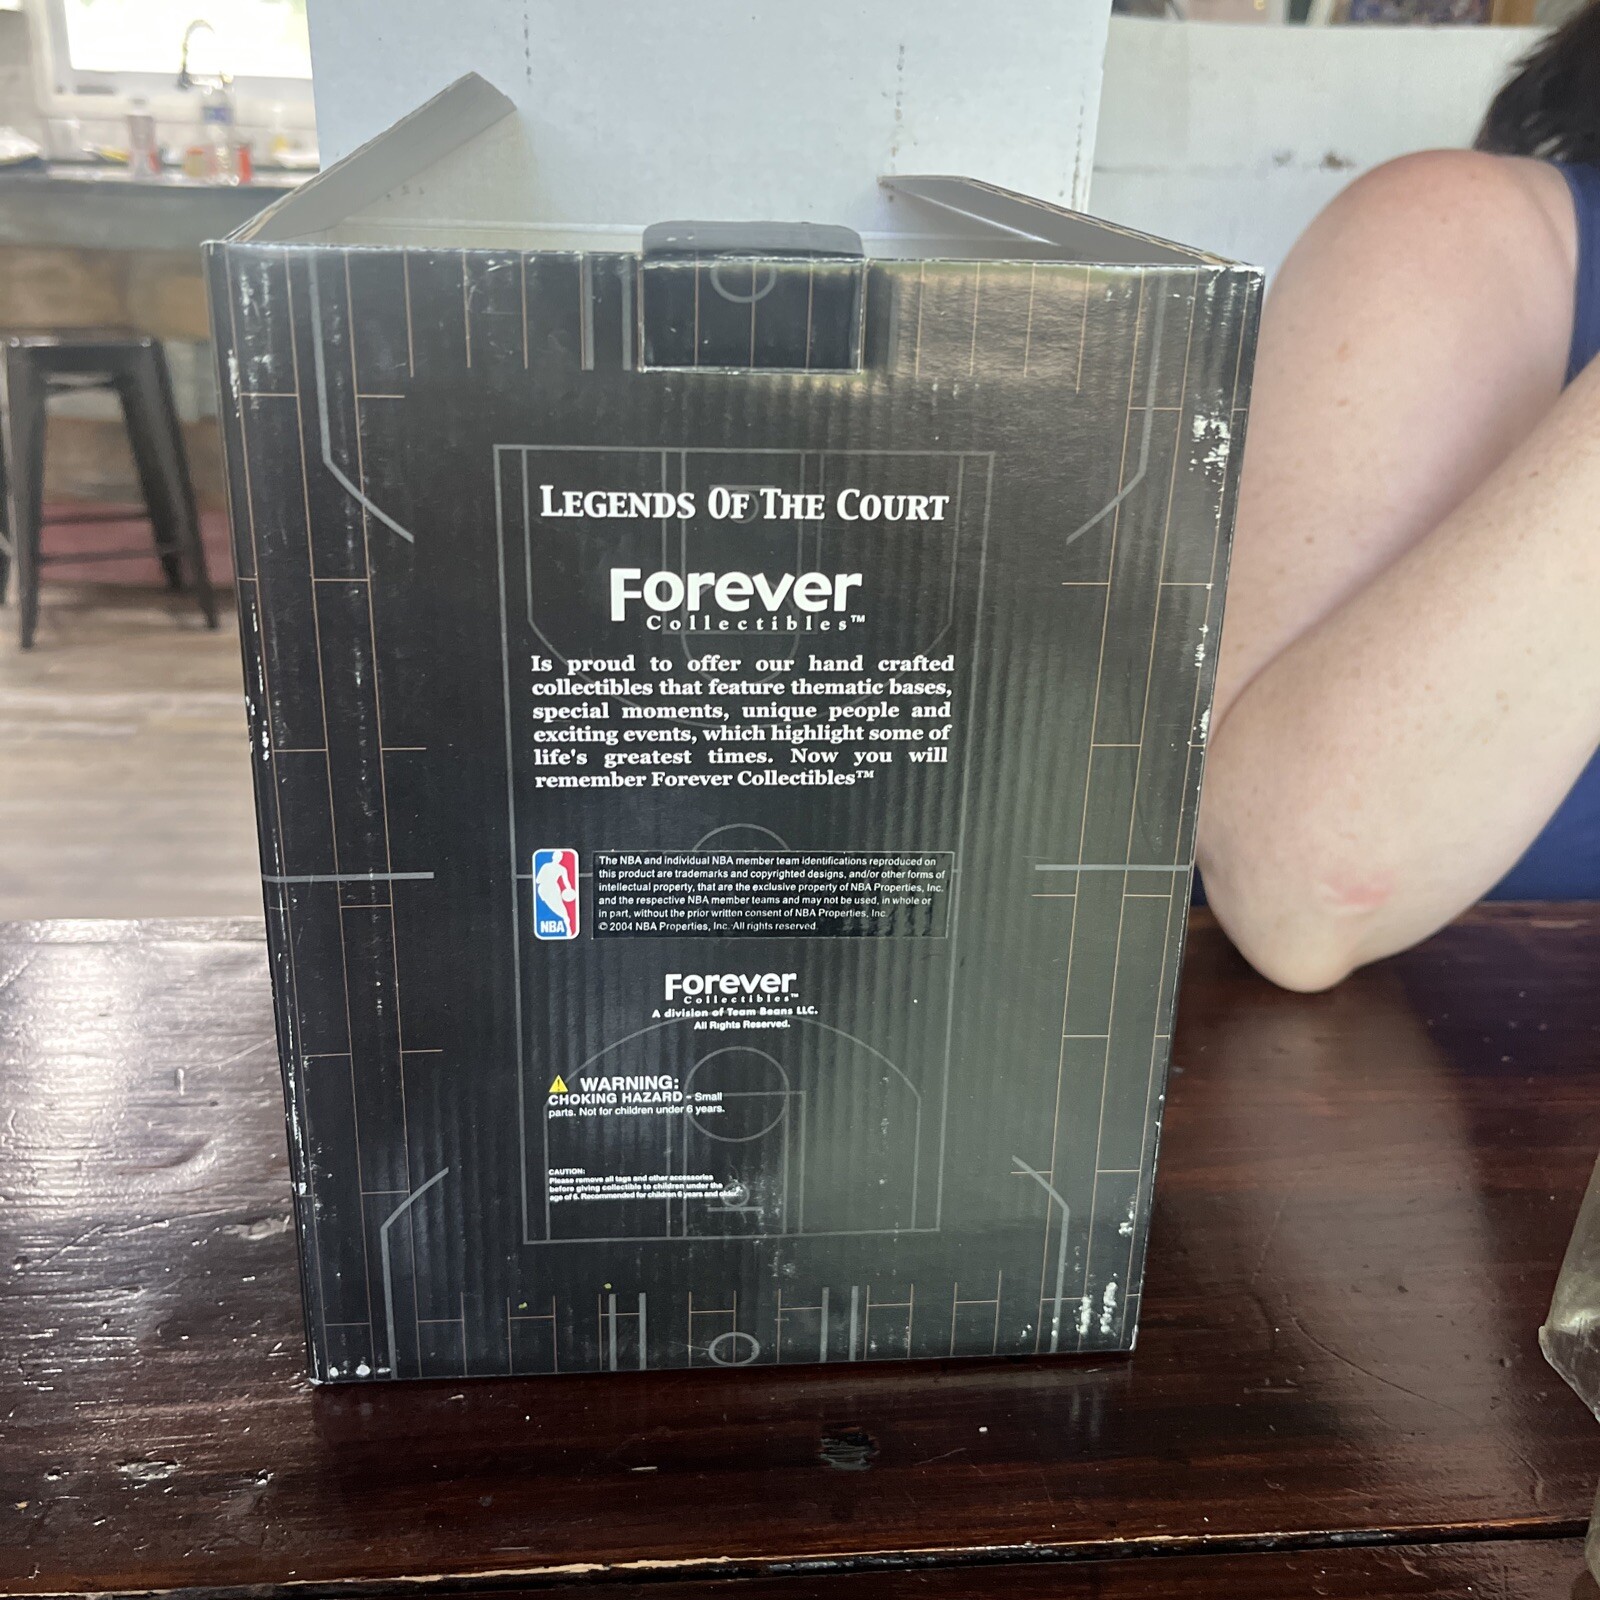 LEGENDS OF THE COURT
Forever
Collectibles™
Is proud to offer our hand crafted
collectibles that feature thematic bases,
special moments, unique people and
exciting events, which highlight some of
life's greatest times. Now you will
remember Forever Collectibles™
NBA
The NBA and individual NBA member team identifications reproduced on
this product are trademarks and copyrighted designs, and/or other forms of
intellectual property, that are the exclusive property of NBA Properties, Inc.
and the respective NBA member teams and may not be used, in whole or
in part, without the prior written consent of NBA Properties, Inc.
© 2004 NBA Properties, Inc. All rights reserved.
Forever
Collectibles™
A division of Team Beans LLC.
All Rights Reserved.
WARNING:
CHOKING HAZARD - Small
parts. Not for children under 6 years.
CAUTION:
Please remove all tags and other accessories
before giving collectible to children under the
age of 6. Recommended for children 6 years and older.